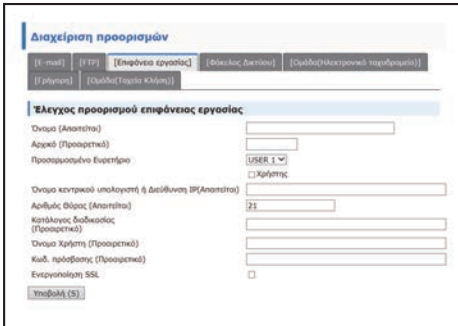 Διαχείριση προορισμών
[E-mail] [FTP] [Επιφάνεια εργασίας] [Φάκελος Δικτύου] [Ομάδα(Ηλεκτρονικό ταχυδρομείο)]
[Γρήγορη] [Ομάδα(Ταχεία Κλήση)]
Έλεγχος προορισμού επιφάνειας εργασίας
Όνομα (Απαιτείται)
Αρχικό (Προαιρετικό)
Προσαρμοσμένο Ευρετήριο USER 1
Χρήστης
Όνομα κεντρικού υπολογιστή ή Διεύθυνση IP(Απαιτείται)
Αριθμός Θύρας (Απαιτείται) 21
Κατάλογος διαδικασίας
(Προαιρετικό)
Όνομα Χρήστη (Προαιρετικό)
Κωδ. πρόσβασης (Προαιρετικό)
Ενεργοποίηση SSL
Υποβολή (S)